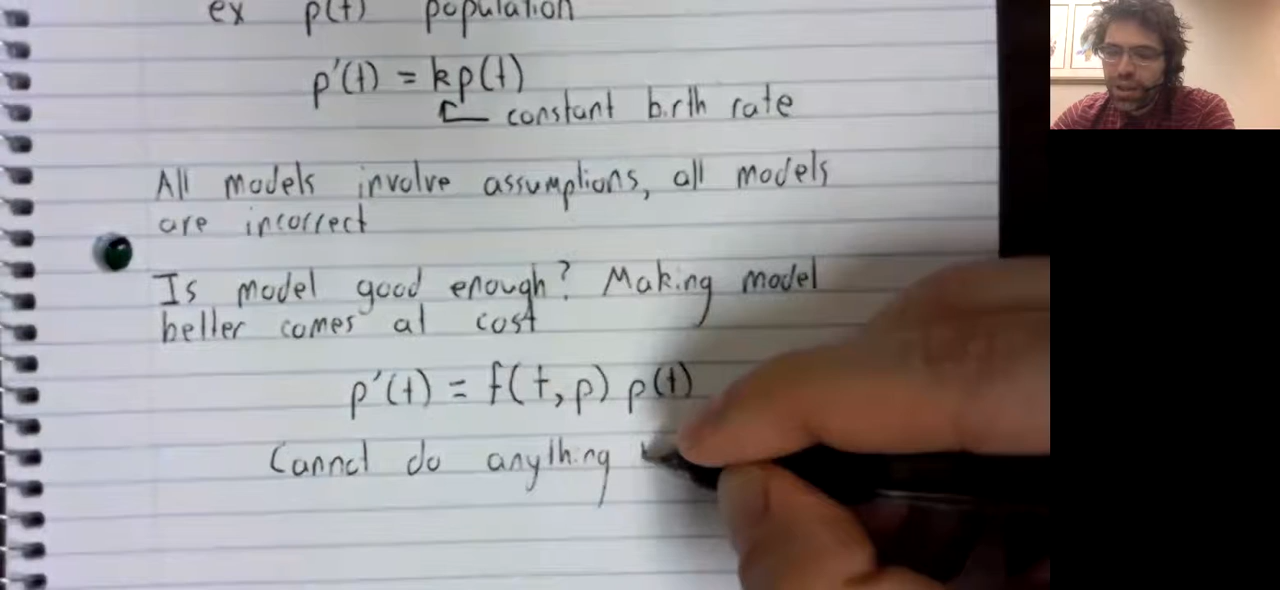 ex p(t) population
p'(t) = kp(t)
constant birth rate
All models involve assumptions, all models
are incorrect
Is model good enough? Making model
better comes at cost
p'(t) = f(t,p) p(t)
Cannot do anything